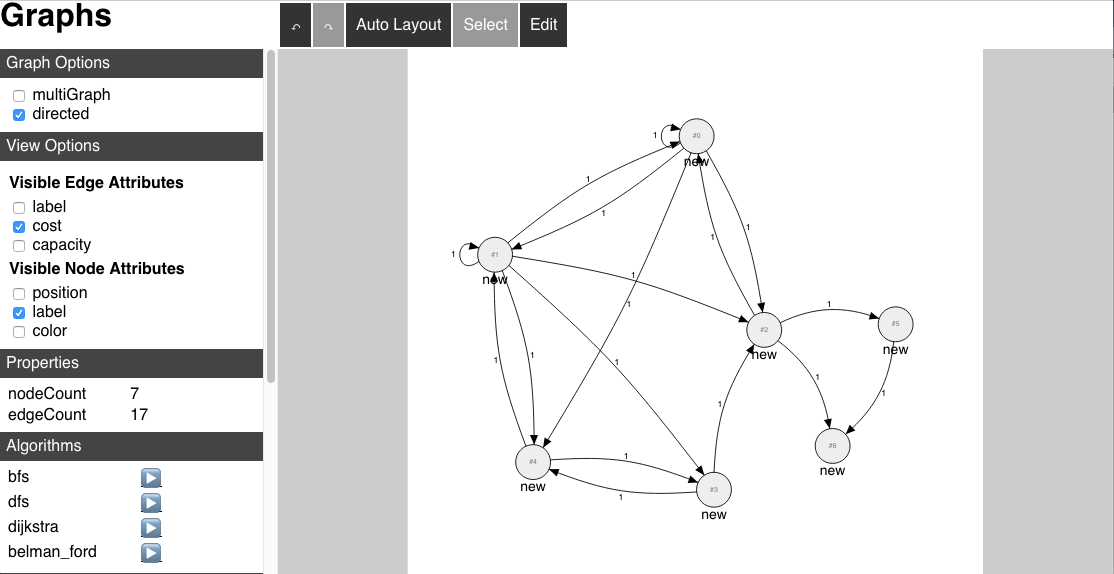 Graphs
↶ ↷ Auto Layout Select Edit
Graph Options
multiGraph
directed
View Options
Visible Edge Attributes
label
cost
capacity
Visible Node Attributes
position
label
color
Properties
nodeCount 7
edgeCount 17
Algorithms
bfs
dfs
dijkstra
belman_ford
1
#0
new
1
1
1
1
1
#1
new
1
1
1
#2
new
1
#5
new
1
1
1
1
1
1
#6
new
1
#4
new
1
1
#3
new